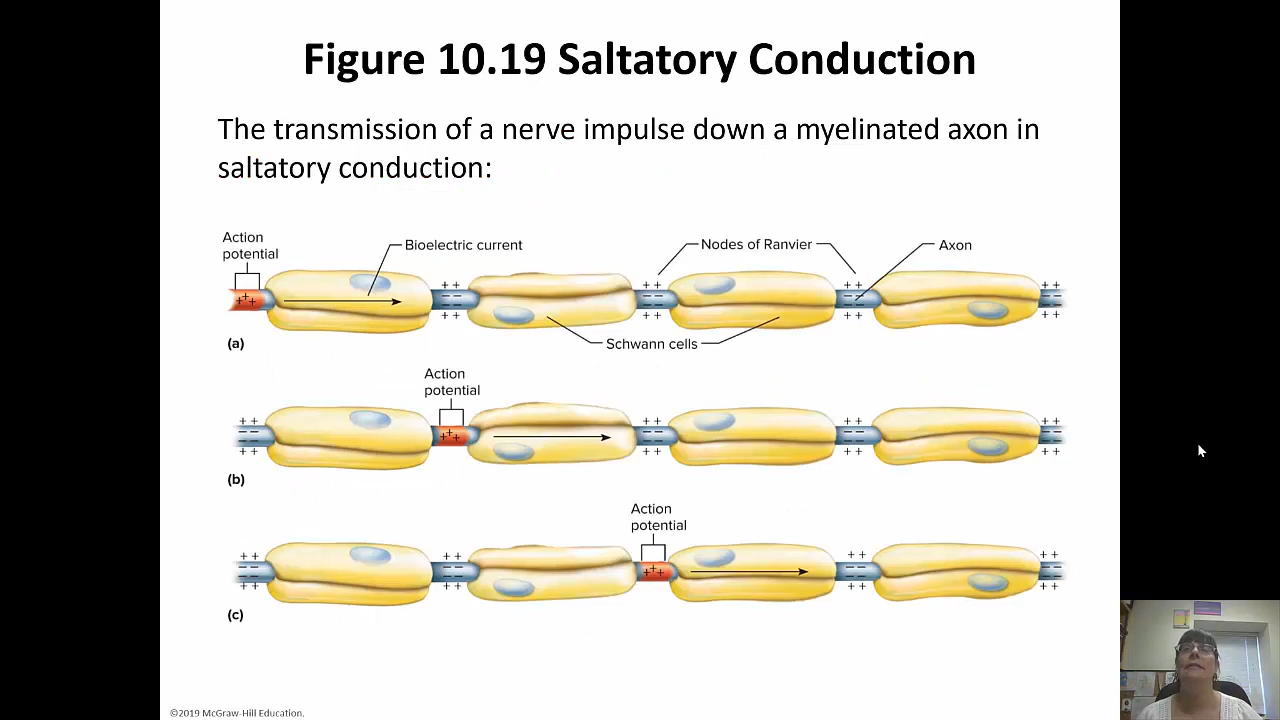 Figure 10.19 Saltatory Conduction
The transmission of a nerve impulse down a myelinated axon in
saltatory conduction:
Action
potential
Bioelectric current
Nodes of Ranvier
Axon
+ +
+ +
+ +
+ +
+++
– –
– –
– –
– –
+ +
+ +
+ +
+ +
Schwann cells
(a)
Action
potential
+ +
+ +
+ +
+ +
– –
+++
– –
– –
– –
+ +
+ +
+ +
+ +
(b)
Action
potential
+ +
+ +
+ +
+ +
– –
– –
+++
– –
– –
+ +
+ +
+ +
+ +
(c)
©2019 McGraw-Hill Education.